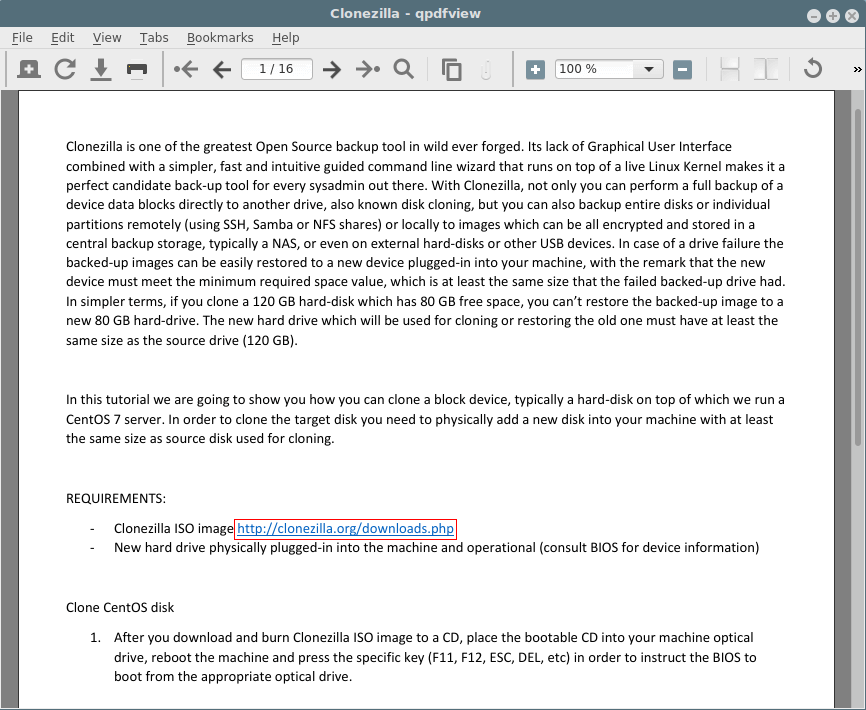 Clonezilla - qpdfview
File Edit View Tabs Bookmarks Help
1 / 16 100 % »
Clonezilla is one of the greatest Open Source backup tool in wild ever forged. Its lack of Graphical User Interface
combined with a simpler, fast and intuitive guided command line wizard that runs on top of a live Linux Kernel makes it a
perfect candidate back-up tool for every sysadmin out there. With Clonezilla, not only you can perform a full backup of a
device data blocks directly to another drive, also known disk cloning, but you can also backup entire disks or individual
partitions remotely (using SSH, Samba or NFS shares) or locally to images which can be all encrypted and stored in a
central backup storage, typically a NAS, or even on external hard-disks or other USB devices. In case of a drive failure the
backed-up images can be easily restored to a new device plugged-in into your machine, with the remark that the new
device must meet the minimum required space value, which is at least the same size that the failed backed-up drive had.
In simpler terms, if you clone a 120 GB hard-disk which has 80 GB free space, you can’t restore the backed-up image to a
new 80 GB hard-drive. The new hard drive which will be used for cloning or restoring the old one must have at least the
same size as the source drive (120 GB).
In this tutorial we are going to show you how you can clone a block device, typically a hard-disk on top of which we run a
CentOS 7 server. In order to clone the target disk you need to physically add a new disk into your machine with at least
the same size as source disk used for cloning.
REQUIREMENTS:
- Clonezilla ISO image http://clonezilla.org/downloads.php
- New hard drive physically plugged-in into the machine and operational (consult BIOS for device information)
Clone CentOS disk
1. After you download and burn Clonezilla ISO image to a CD, place the bootable CD into your machine optical
drive, reboot the machine and press the specific key (F11, F12, ESC, DEL, etc) in order to instruct the BIOS to
boot from the appropriate optical drive.